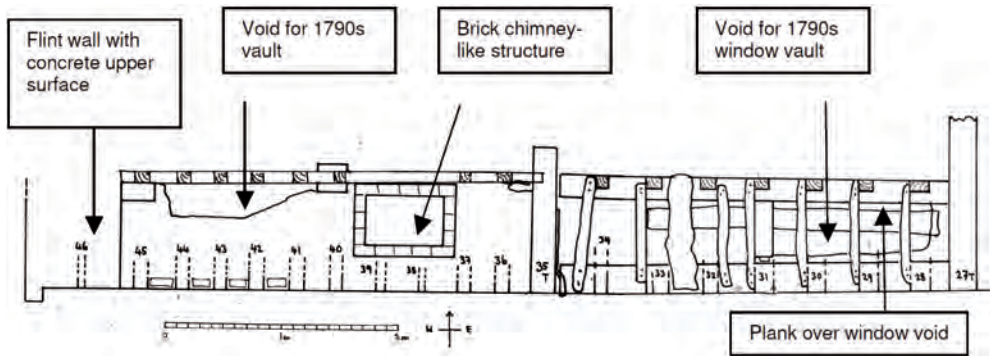 Flint wall with
concrete upper
surface
Void for 1790s
vault
Brick chimney-
like structure
Void for 1790s
window vault
46
45
44
43
42
41
40
39
38
37
36
35
T
34
33
32
31
30
29
28
27T
0
1m
W
E
Plank over window void